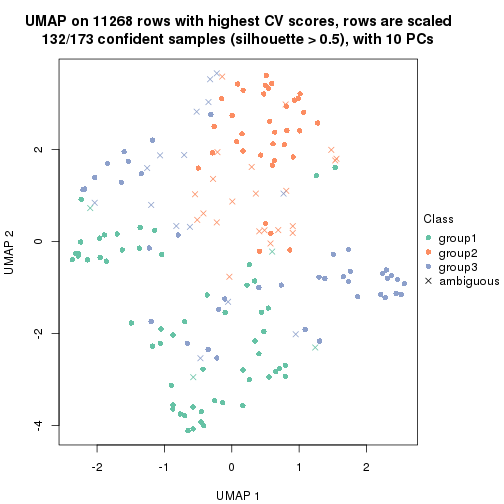 UMAP on 11268 rows with highest CV scores, rows are scaled
132/173 confident samples (silhouette > 0.5), with 10 PCs
2
0
-2
-4
UMAP 2
-2
-1
0
1
2
UMAP 1
Class
group1
group2
group3
ambiguous